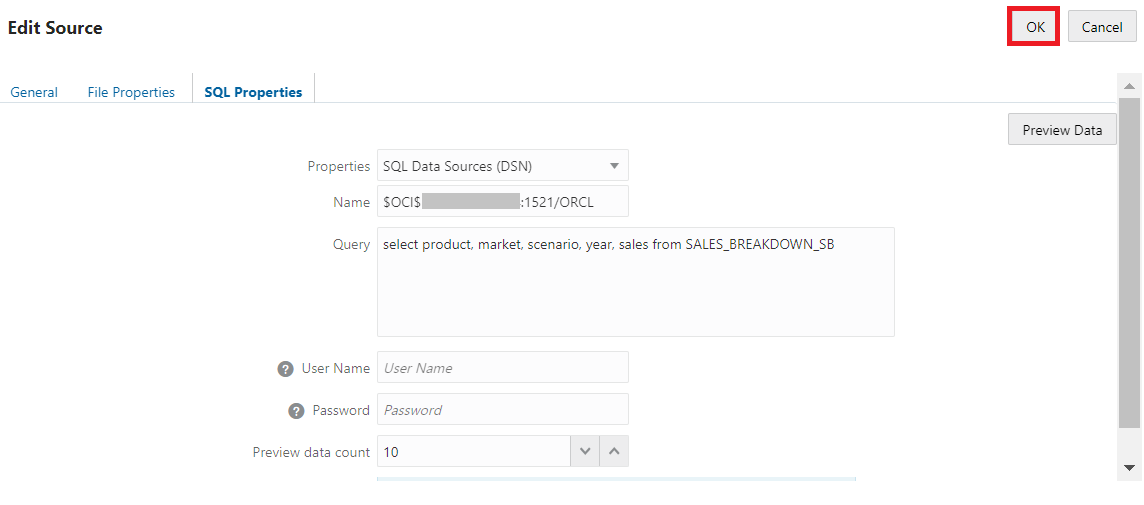 Edit Source
OK
Cancel
General
File Properties
SQL Properties
Preview Data
Properties
SQL Data Sources (DSN)
Name
$OCI$ :1521/ORCL
Query
select product, market, scenario, year, sales from SALES_BREAKDOWN_SB
? User Name
User Name
? Password
Password
Preview data count
10